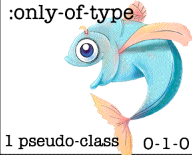 :only-of-type
1 pseudo-class
0-1-0